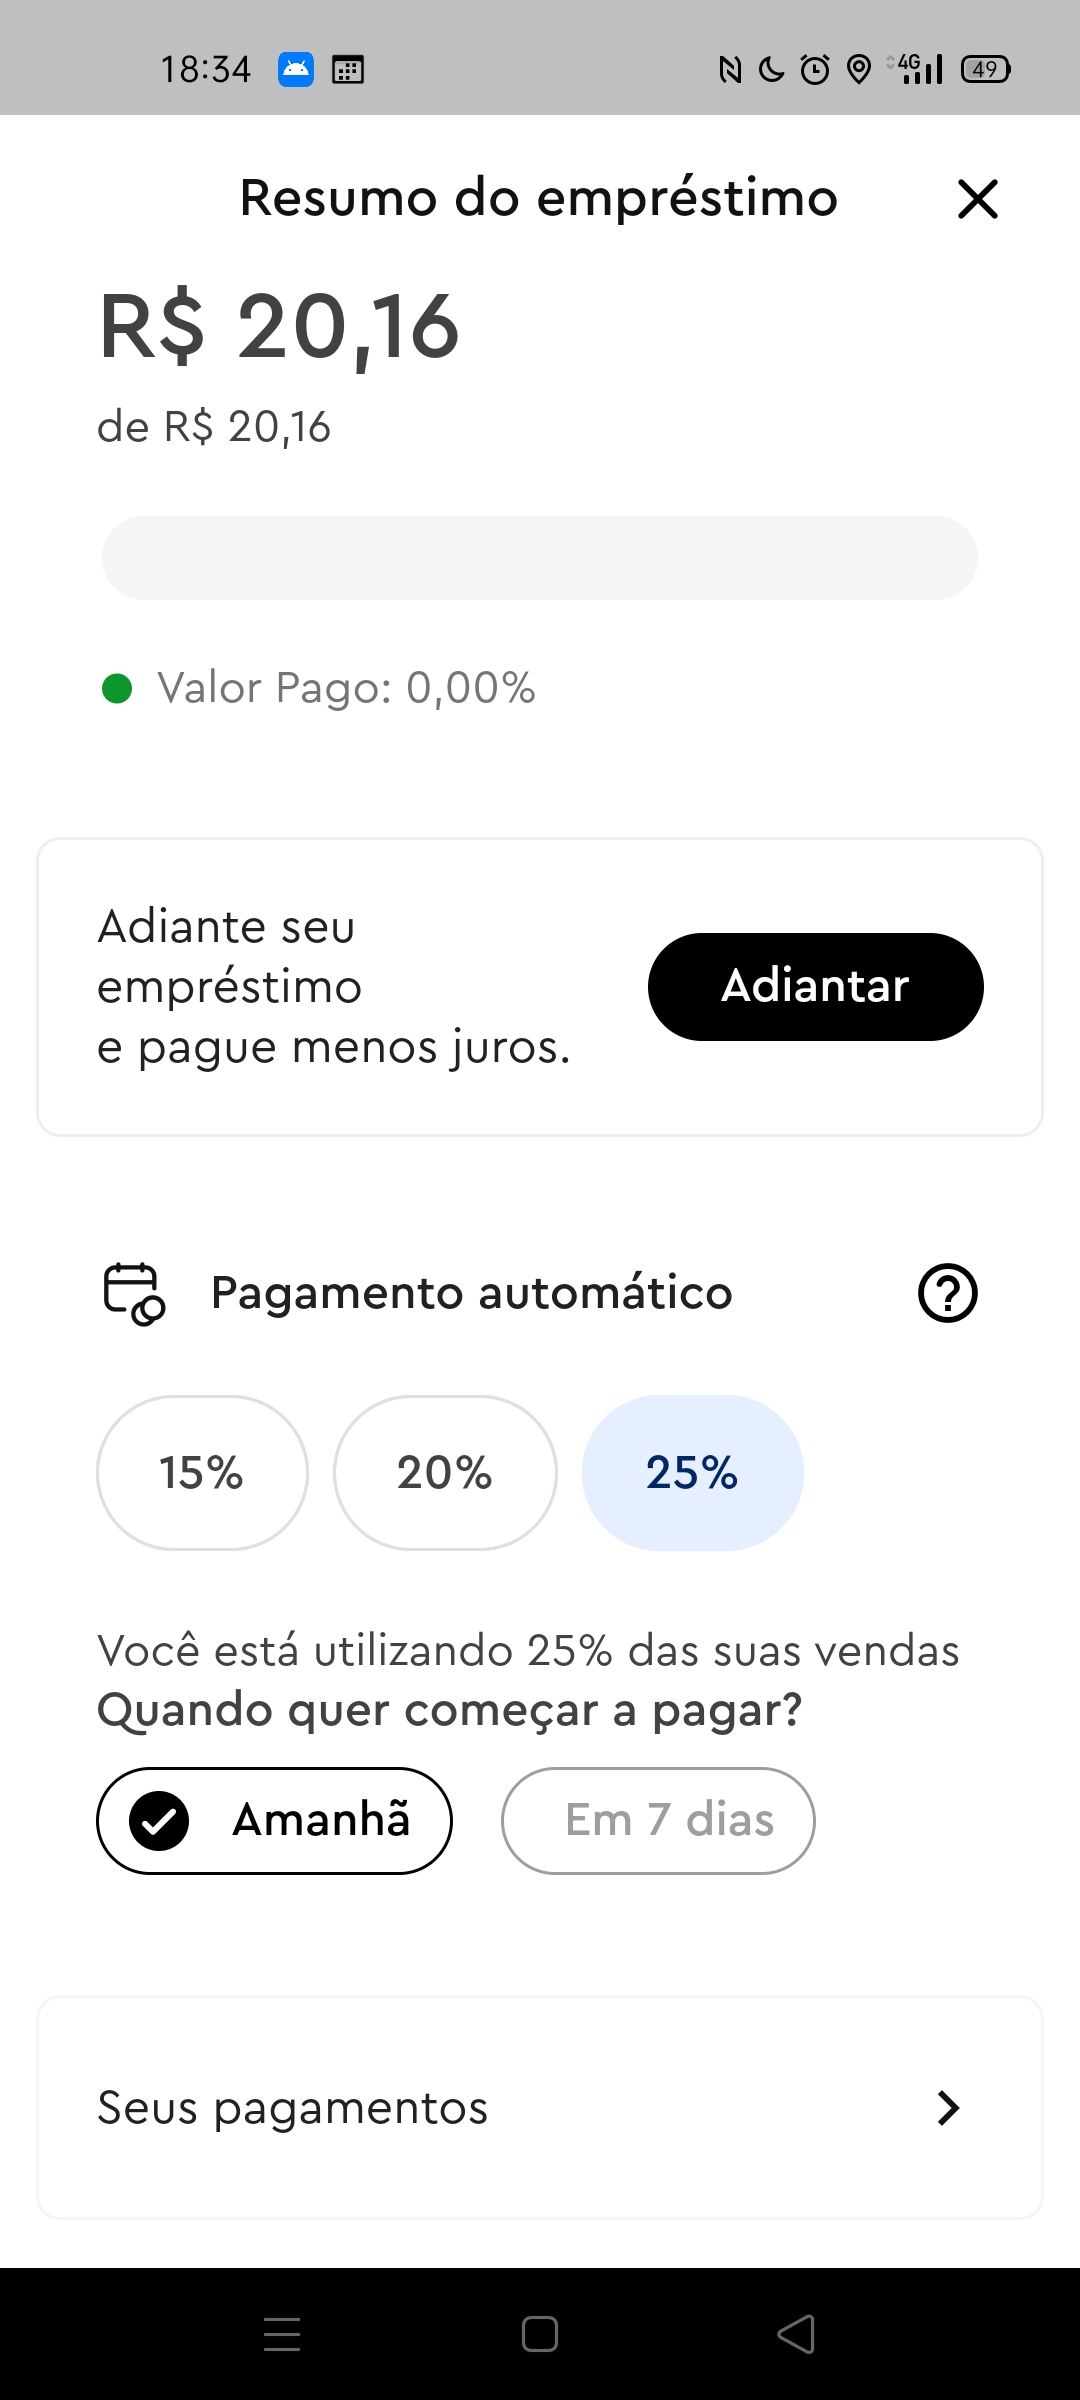 18:34
4G
49
Resumo do empréstimo
R$ 20,16
de R$ 20,16
Valor Pago: 0,00%
Adiante seu
empréstimo
e pague menos juros.
Adiantar
Pagamento automático
?
15%
20%
25%
Você está utilizando 25% das suas vendas
Quando quer começar a pagar?
Amanhã
Em 7 dias
Seus pagamentos